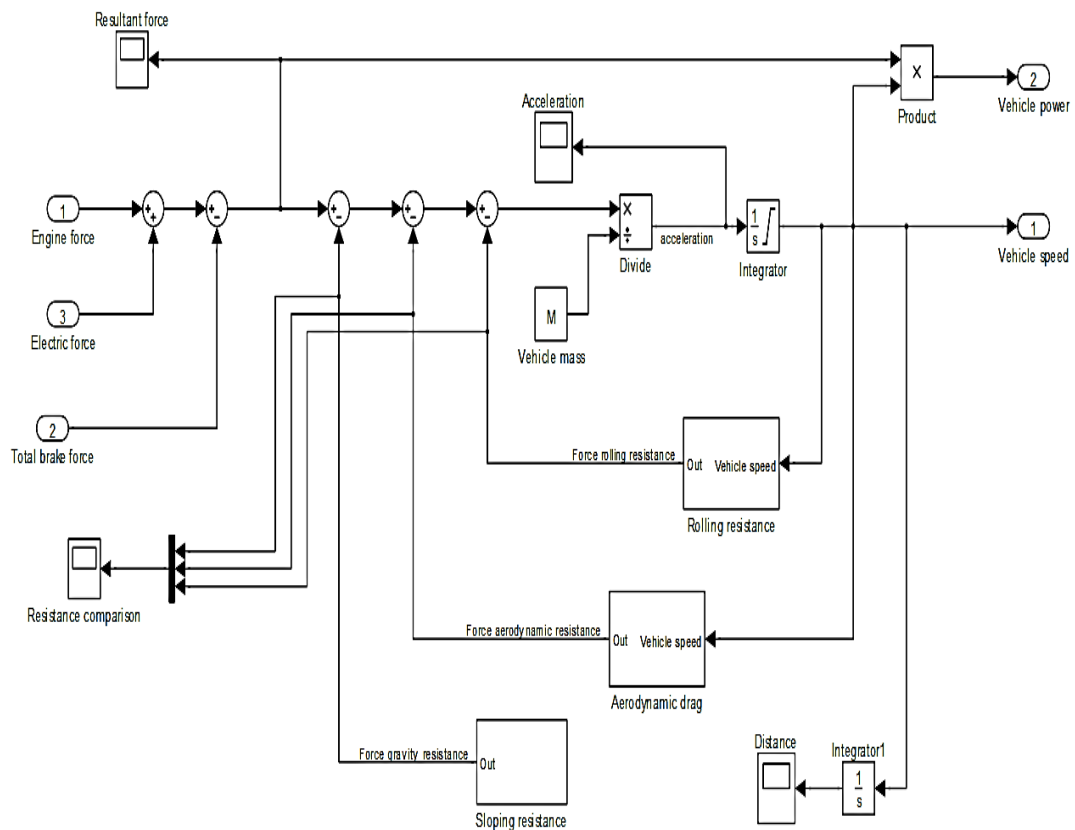 Resultant force
×
Product
2
Vehicle power
Acceleration
1
Engine force
+
+
+
-
+
-
+
-
+
-
×
÷
Divide
acceleration
1
s
Integrator
1
Vehicle speed
3
Electric force
M
Vehicle mass
2
Total brake force
Force rolling resistance
Out
Vehicle speed
Rolling resistance
Resistance comparison
Force aerodynamic resistance
Out
Vehicle speed
Aerodynamic drag
Force gravity resistance
Out
Sloping resistance
Distance
Integrator1
1
s